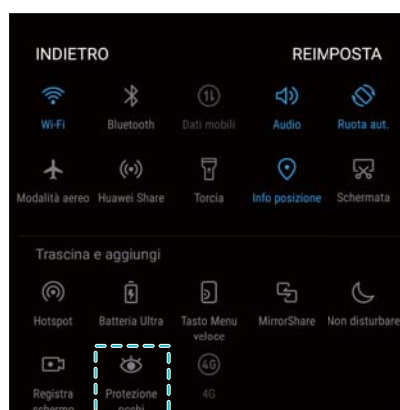 INDIETRO REIMPOSTA
Wi-Fi Bluetooth Dati mobili Audio Ruota aut.
Modalità aereo Huawei Share Torcia Info posizione Schermata
Trascina e aggiungi
Hotspot Batteria Ultra Tasto Menu MirrorShare Non disturbare
veloce
4G
Registra Protezione 4G
schermo occhi